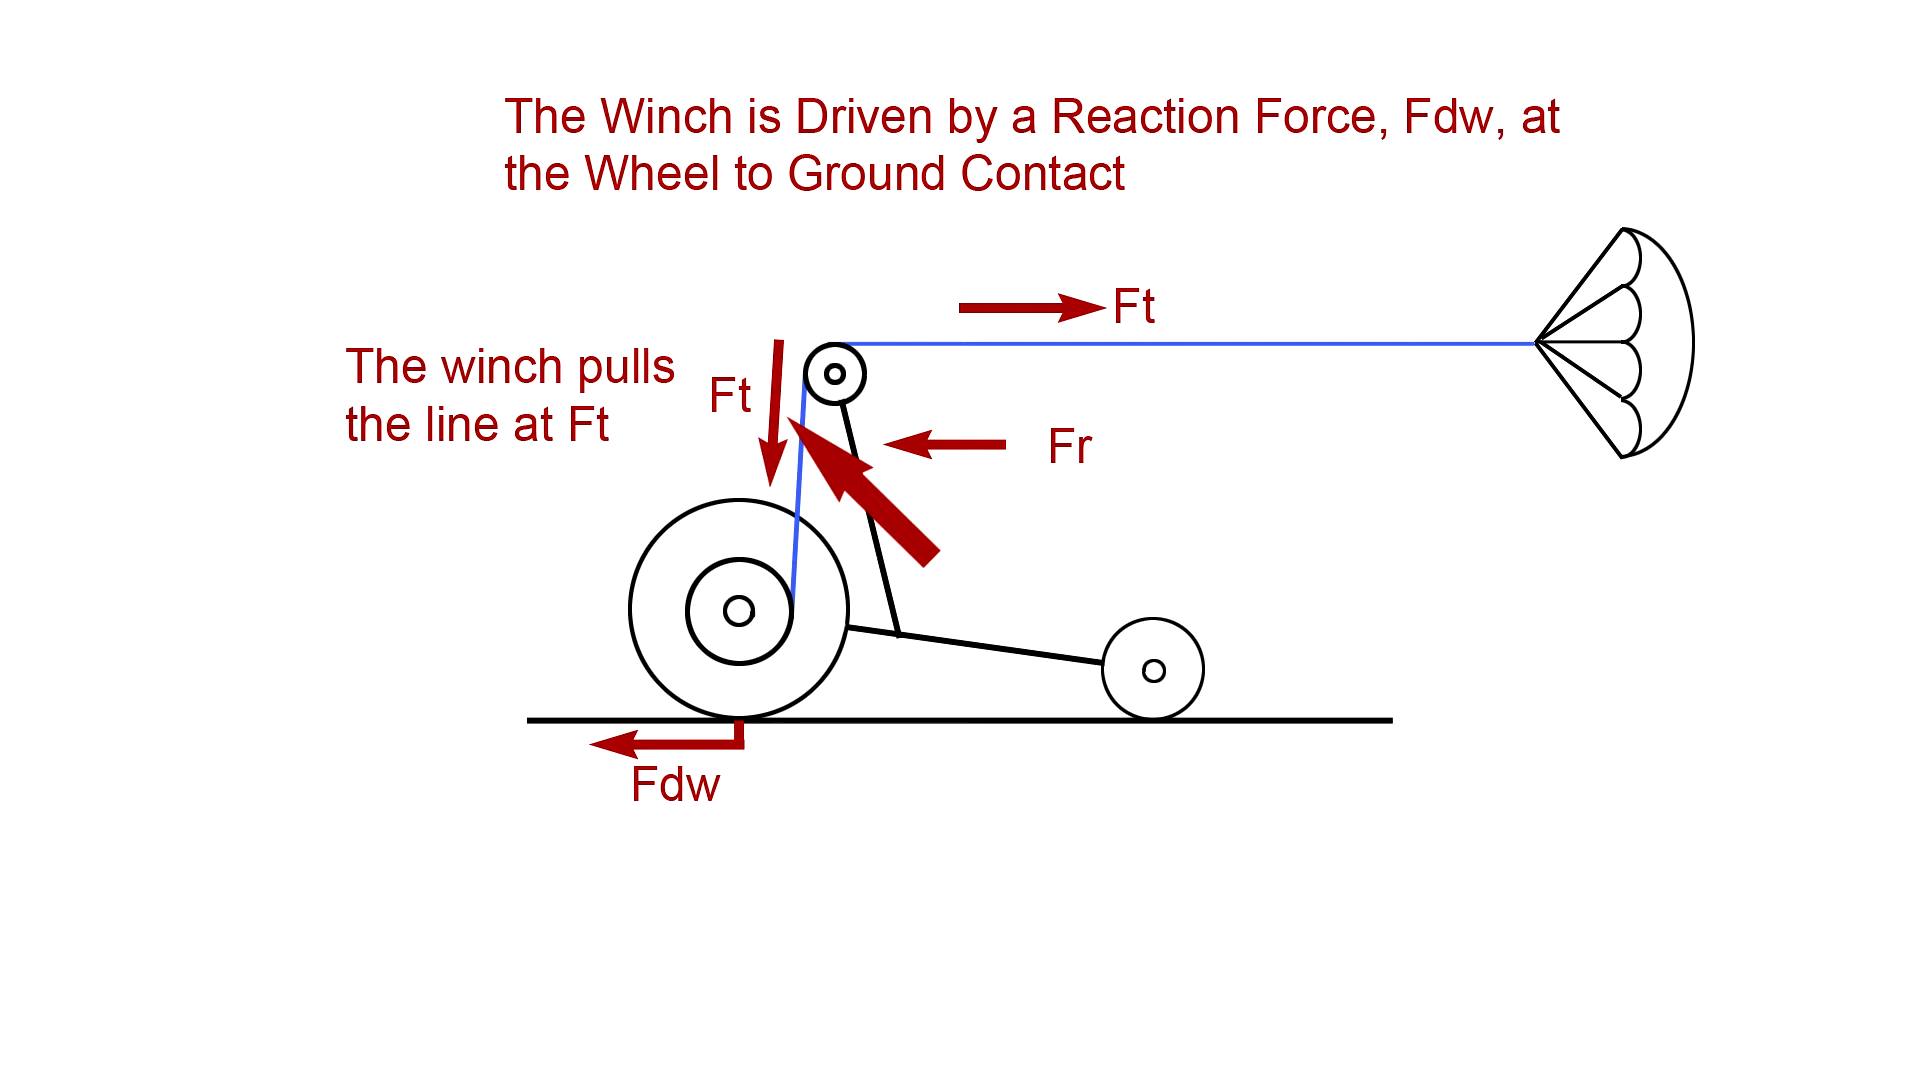 The Winch is Driven by a Reaction Force, Fdw, at
the Wheel to Ground Contact
Ft
The winch pulls
the line at Ft
Ft
Fr
Fdw